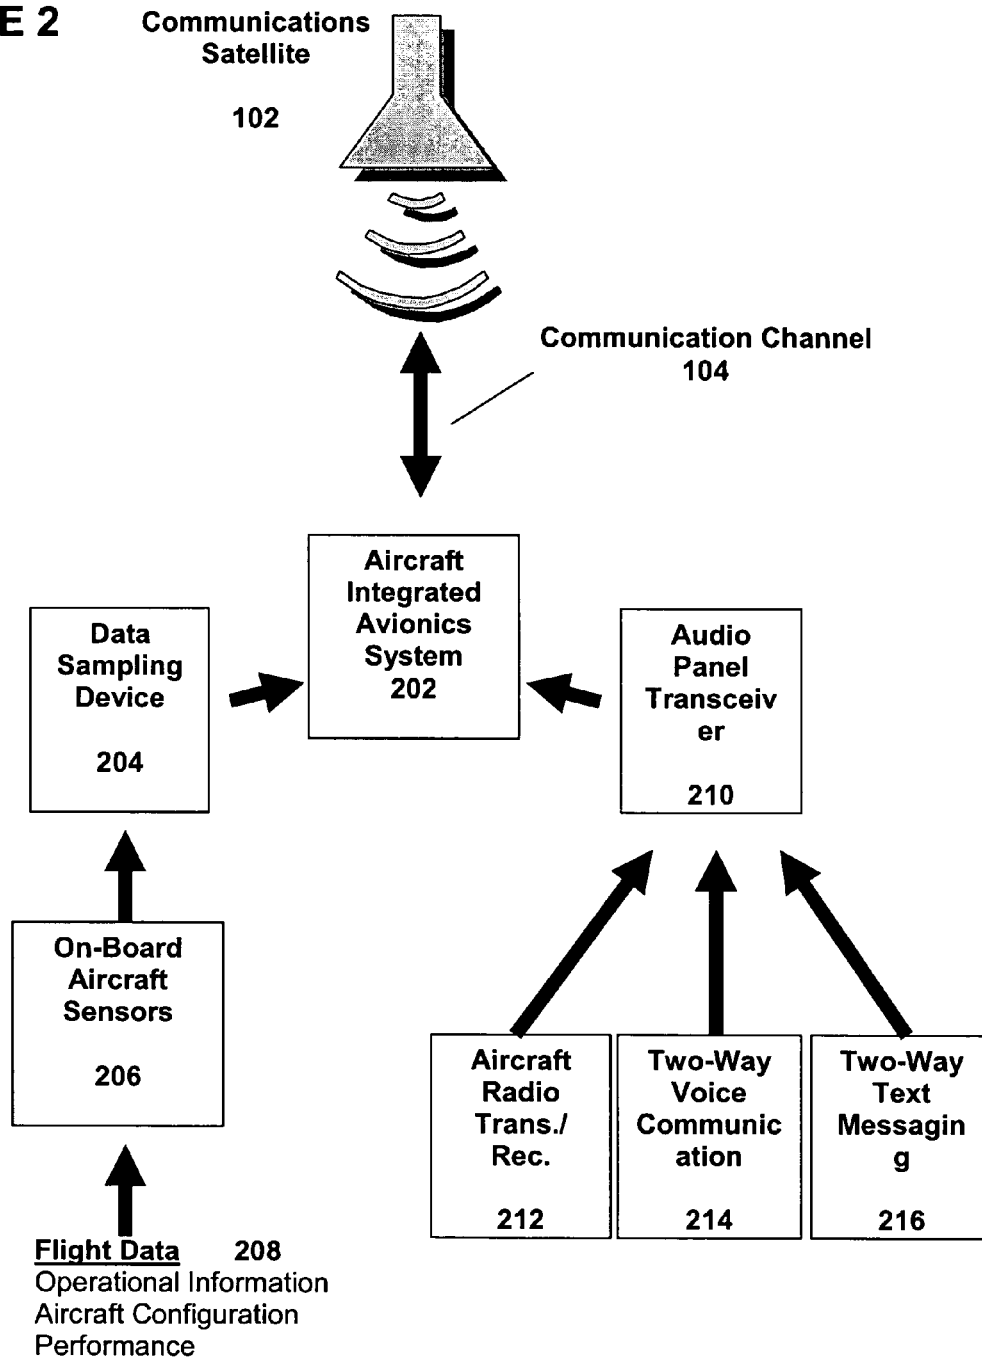 E 2
Communications
Satellite
102
Communication Channel
104
Aircraft
Integrated
Avionics
System
202
Data
Sampling
Device
204
Audio
Panel
Transceiv
er
210
On-Board
Aircraft
Sensors
206
Aircraft
Radio
Trans./
Rec.
212
Two-Way
Voice
Communic
ation
214
Two-Way
Text
Messagin
g
216
Flight Data 208
Operational Information
Aircraft Configuration
Performance